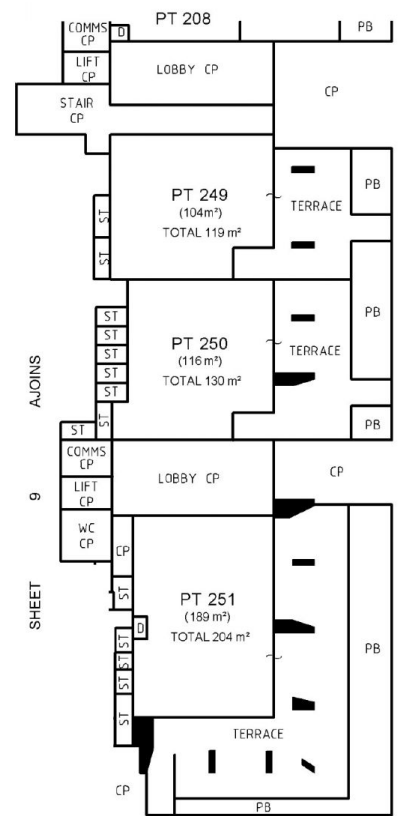 PT 208
COMMS
CP
D
PB
LIFT
CP
LOBBY CP
CP
STAIR
CP
PT 249
(104m²)
TOTAL 119 m²
TERRACE
PB
ST
ST
PT 250
(116 m²)
TOTAL 130 m²
TERRACE
PB
ST
ST
ST
ST
ST
ST
ST
PB
COMMS
CP
LIFT
CP
WC
CP
LOBBY CP
CP
CP
ST
PT 251
(189 m²)
TOTAL 204 m²
D
ST
ST
ST
ST
PB
TERRACE
CP
PB
SHEET 9 AJOINS